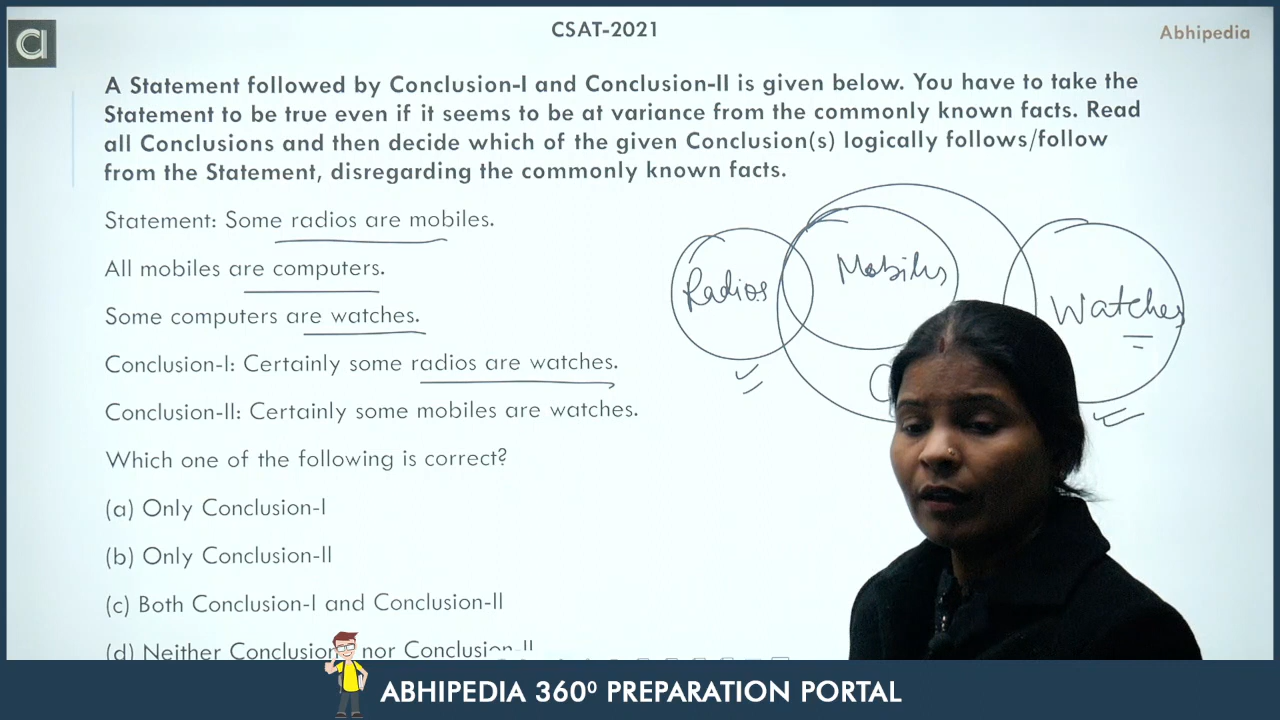 CSAT-2021
Abhipedia
A Statement followed by Conclusion-I and Conclusion-II is given below. You have to take the
Statement to be true even if it seems to be at variance from the commonly known facts. Read
all Conclusions and then decide which of the given Conclusion(s) logically follows/follow
from the Statement, disregarding the commonly known facts.
Statement: Some radios are mobiles.
All mobiles are computers.
Some computers are watches.
Conclusion-I: Certainly some radios are watches.
Conclusion-II: Certainly some mobiles are watches.
Which one of the following is correct?
(a) Only Conclusion-I
(b) Only Conclusion-II
(c) Both Conclusion-I and Conclusion-II
(d) Neither Conclusion nor Conclusion-II
Radios
Mobiles
Watches
C
ABHIPEDIA 360⁰ PREPARATION PORTAL